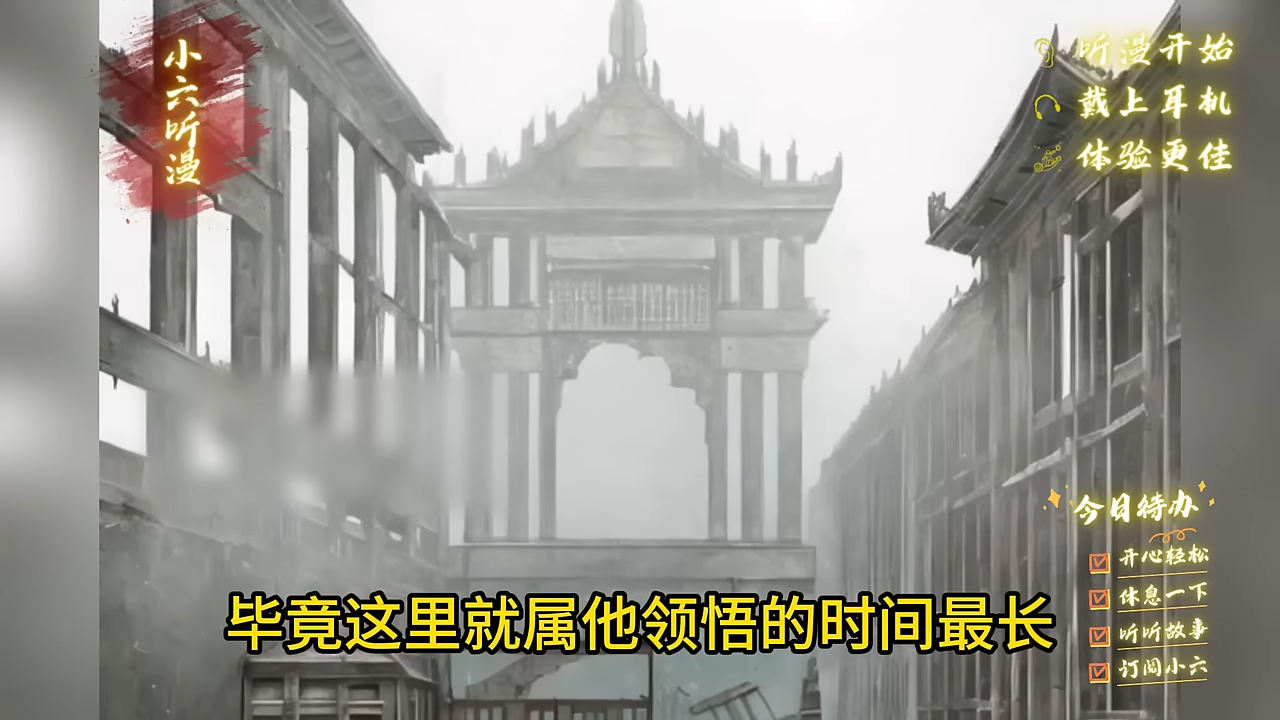 小六听漫
听漫开始
戴上耳机
体验更佳
今日待办
开心轻松
休息一下
听听故事
订阅小六
毕竟这里就属他领悟的时间最长